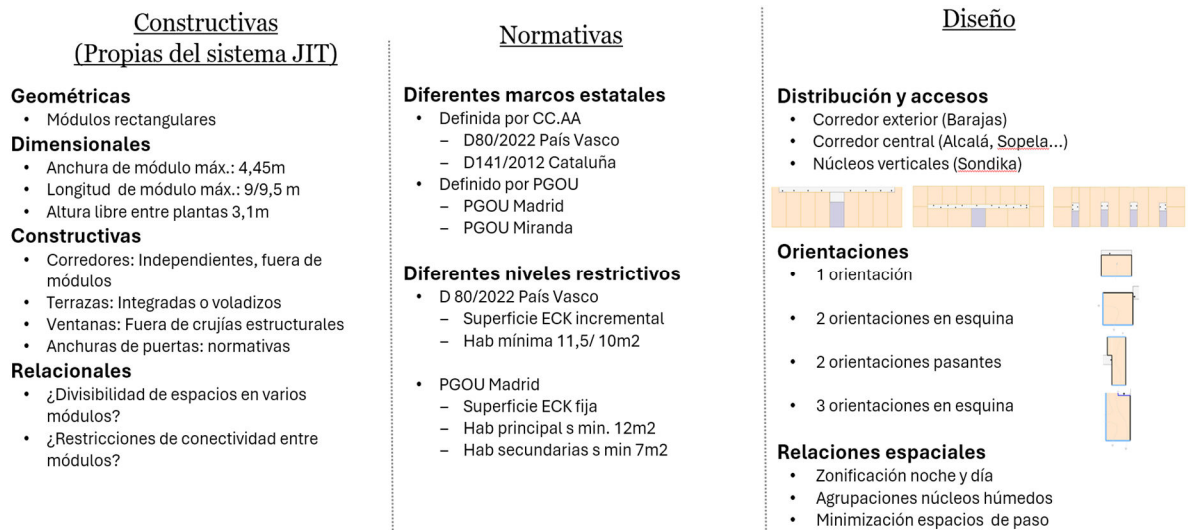 Constructivas
(Propias del sistema JIT)
Geométricas
• Módulos rectangulares
Dimensionales
• Anchura de módulo máx.: 4,45m
• Longitud de módulo máx.: 9/9,5 m
• Altura libre entre plantas 3,1m
Constructivas
• Corredores: Independientes, fuera de
módulos
• Terrazas: Integradas o voladizos
• Ventanas: Fuera de crujías estructurales
• Anchuras de puertas: normativas
Relacionales
• ¿Divisibilidad de espacios en varios
módulos?
• ¿Restricciones de conectividad entre
módulos?
Normativas
Diferentes marcos estatales
• Definida por CC.AA
– D80/2022 País Vasco
– D141/2012 Cataluña
• Definido por PGOU
– PGOU Madrid
– PGOU Miranda
Diferentes niveles restrictivos
• D 80/2022 País Vasco
– Superficie ECK incremental
– Hab mínima 11,5/ 10m2
• PGOU Madrid
– Superficie ECK fija
– Hab principal s min. 12m2
– Hab secundarias s min 7m2
Diseño
Distribución y accesos
• Corredor exterior (Barajas)
• Corredor central (Alcalá, Sopela...)
• Núcleos verticales (Sondika)
Orientaciones
• 1 orientación
• 2 orientaciones en esquina
• 2 orientaciones pasantes
• 3 orientaciones en esquina
Relaciones espaciales
• Zonificación noche y día
• Agrupaciones núcleos húmedos
• Minimización espacios de paso